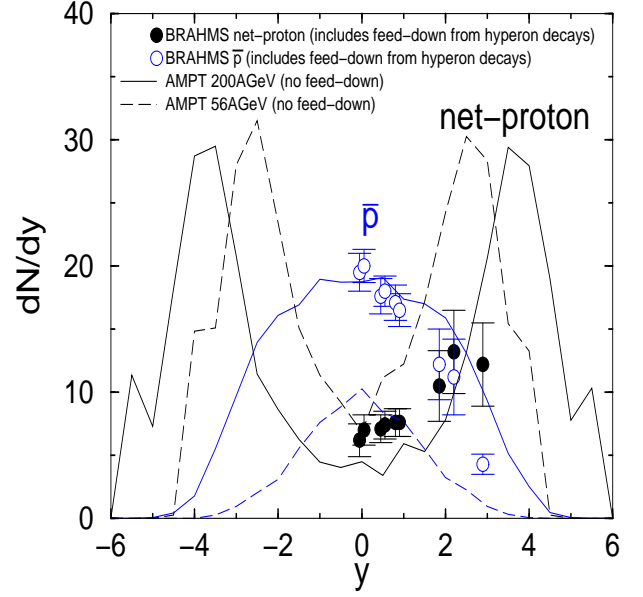 BRAHMS net−proton (includes feed−down from hyperon decays)
BRAHMS p̅ (includes feed−down from hyperon decays)
AMPT 200AGeV (no feed−down)
AMPT 56AGeV (no feed−down)
net−proton
p̅
dN/dy
40
30
20
10
0
−6 −4 −2 0 2 4 6
y